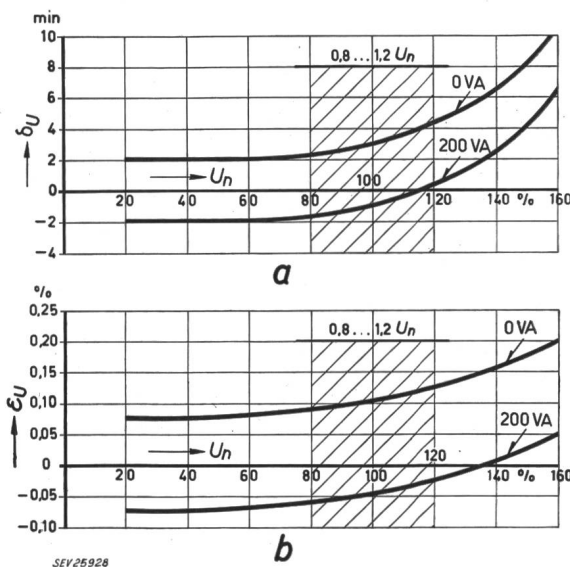 min
10
0,8...1,2 Un
8
0 VA
6
4
200 VA
δU
2
Un
100
0
20 40 60 80 120 140 % 160
−2
−4
a
%
0,25
0,8...1,2 Un
0,20
0 VA
0,15
0,10
200 VA
0,05
εU
Un
120
0
20 40 60 80 100 140 % 160
−0,05
−0,10
b
SEV25928